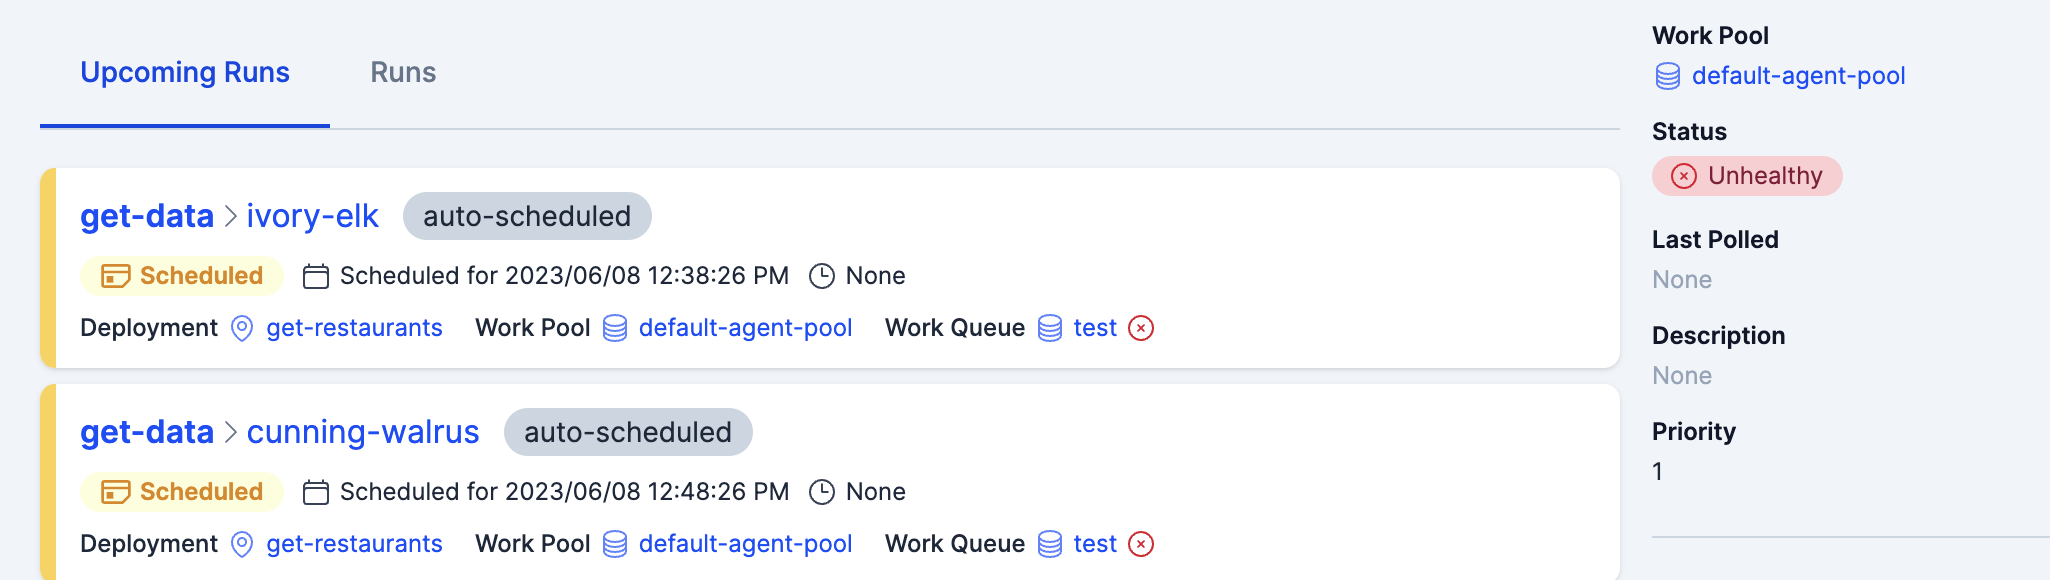 Upcoming Runs Runs
get-data > ivory-elk auto-scheduled
Scheduled Scheduled for 2023/06/08 12:38:26 PM None
Deployment get-restaurants Work Pool default-agent-pool Work Queue test
get-data > cunning-walrus auto-scheduled
Scheduled Scheduled for 2023/06/08 12:48:26 PM None
Deployment get-restaurants Work Pool default-agent-pool Work Queue test
Work Pool
default-agent-pool
Status
Unhealthy
Last Polled
None
Description
None
Priority
1